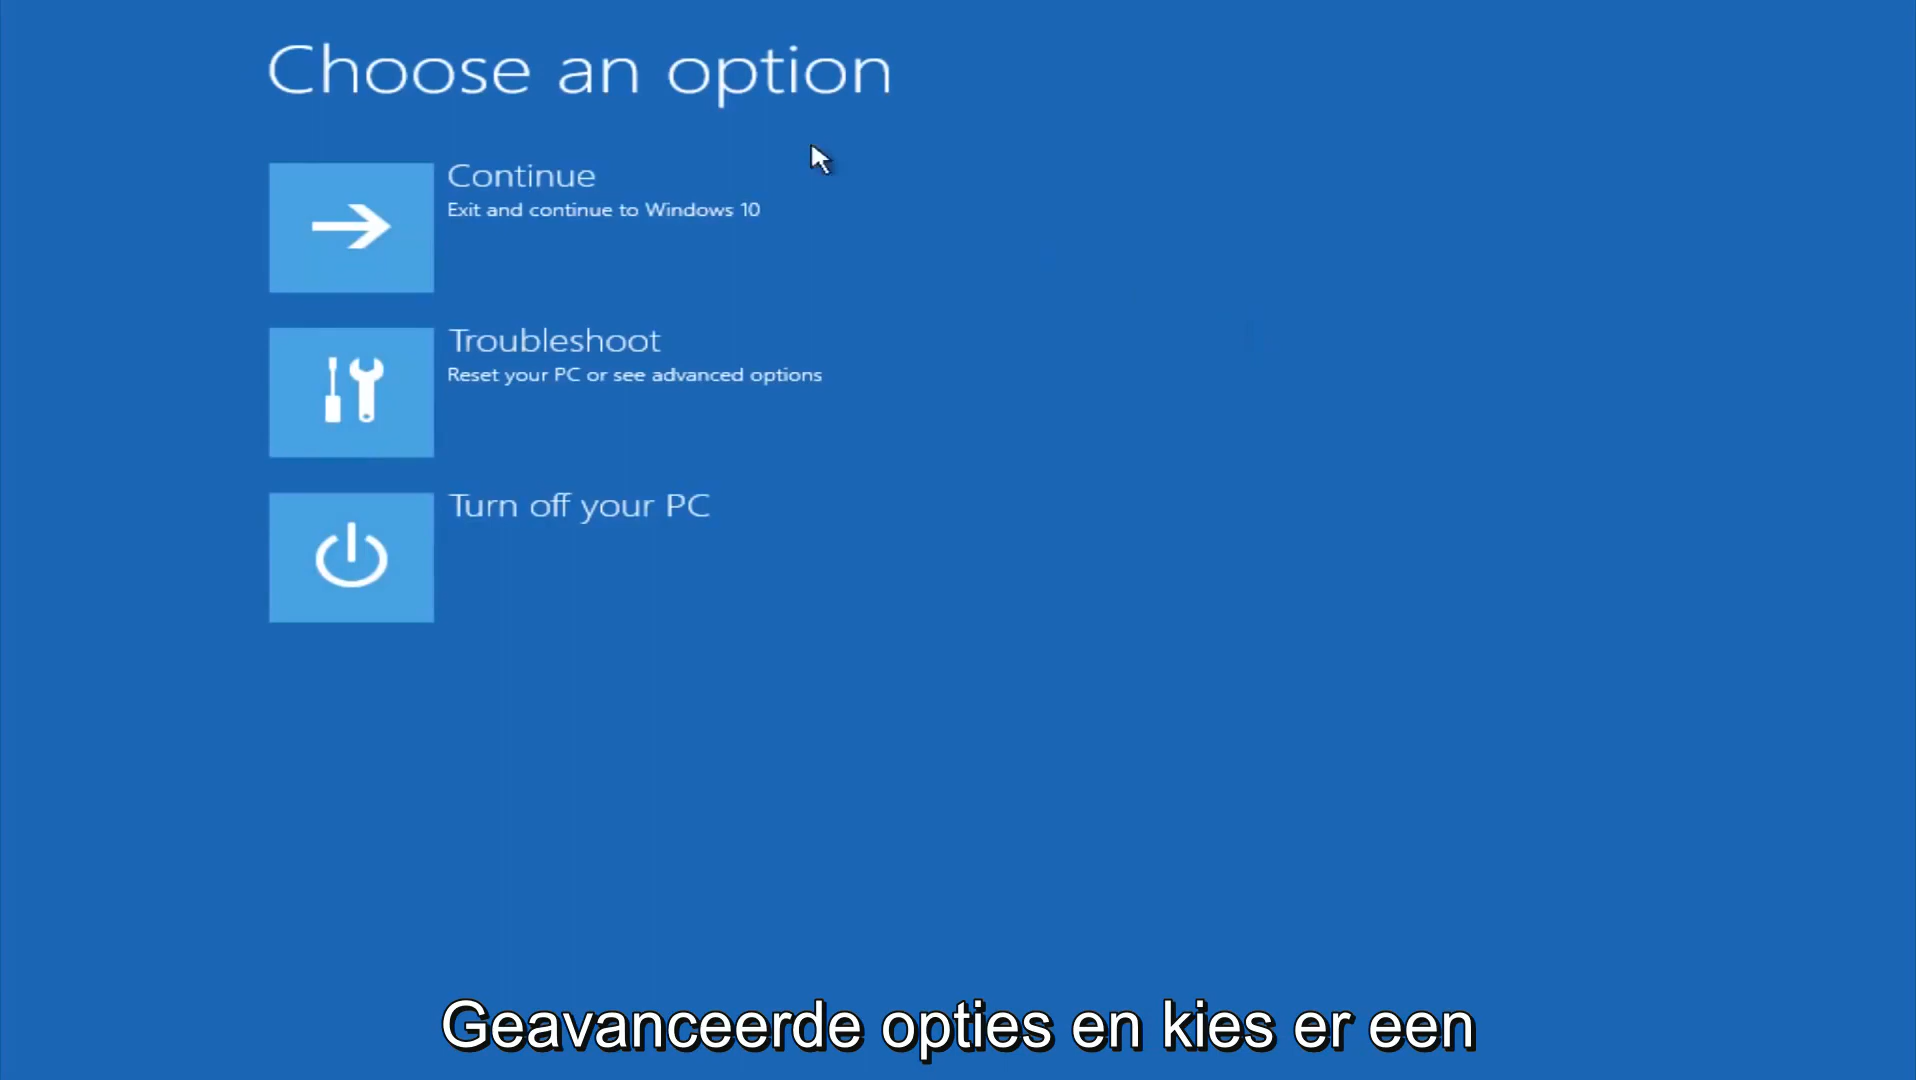 Choose an option
Continue
Exit and continue to Windows 10
Troubleshoot
Reset your PC or see advanced options
Turn off your PC
Geavanceerde opties en kies er een